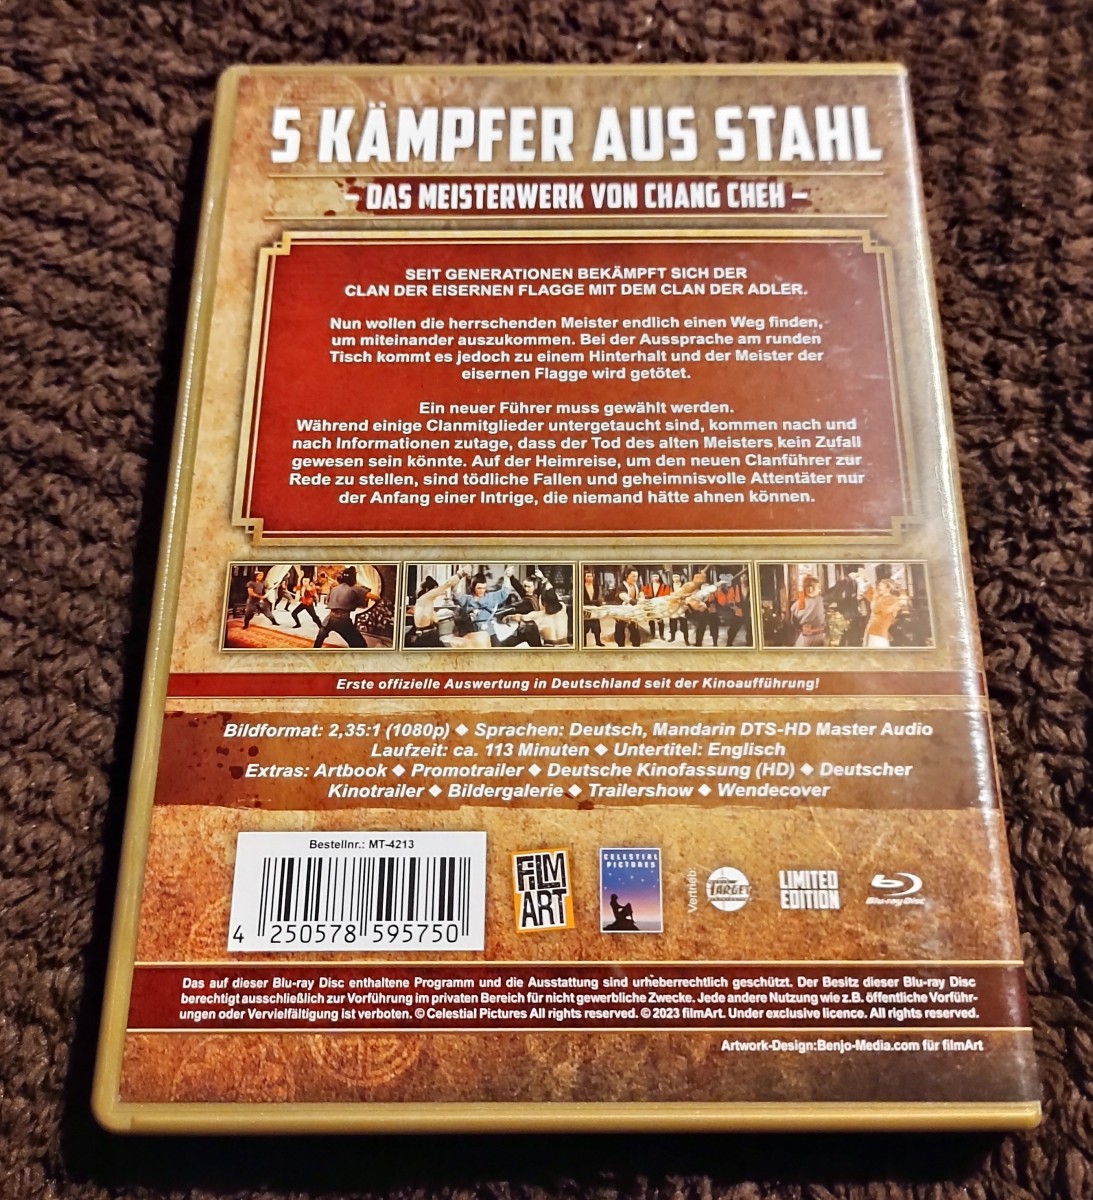 5 KÄMPFER AUS STAHL
– DAS MEISTERWERK VON CHANG CHEH –
SEIT GENERATIONEN BEKÄMPFT SICH DER
CLAN DER EISERNEN FLAGGE MIT DEM CLAN DER ADLER.
Nun wollen die herrschenden Meister endlich einen Weg finden,
um miteinander auszukommen. Bei der Aussprache am runden
Tisch kommt es jedoch zu einem Hinterhalt und der Meister der
eisernen Flagge wird getötet.
Ein neuer Führer muss gewählt werden.
Während einige Clanmitglieder untergetaucht sind, kommen nach und
nach Informationen zutage, dass der Tod des alten Meisters kein Zufall
gewesen sein könnte. Auf der Heimreise, um den neuen Clanführer zur
Rede zu stellen, sind tödliche Fallen und geheimnisvolle Attentäter nur
der Anfang einer Intrige, die niemand hätte ahnen können.
Erste offizielle Auswertung in Deutschland seit der Kinoaufführung!
Bildformat: 2,35:1 (1080p) ◆ Sprachen: Deutsch, Mandarin DTS-HD Master Audio
Laufzeit: ca. 113 Minuten ◆ Untertitel: Englisch
Extras: Artbook ◆ Promotrailer ◆ Deutsche Kinofassung (HD) ◆ Deutscher
Kinotrailer ◆ Bildergalerie ◆ Trailershow ◆ Wendecover
Bestellnr.: MT-4213
4 250578 595750
FILM
ART
CELESTIAL
PICTURES
Vertrieb:
TARGET
LIMITED
EDITION
Blu-ray Disc
Das auf dieser Blu-ray Disc enthaltene Programm und die Ausstattung sind urheberrechtlich geschützt. Der Besitz dieser Blu-ray Disc
berechtigt ausschließlich zur Vorführung im privaten Bereich für nicht gewerbliche Zwecke. Jede andere Nutzung wie z.B. öffentliche Vorführ-
ungen oder Vervielfältigung ist verboten. © Celestial Pictures All rights reserved. © 2023 filmArt. Under exclusive licence. All rights reserved.
Artwork-Design:Benjo-Media.com für filmArt